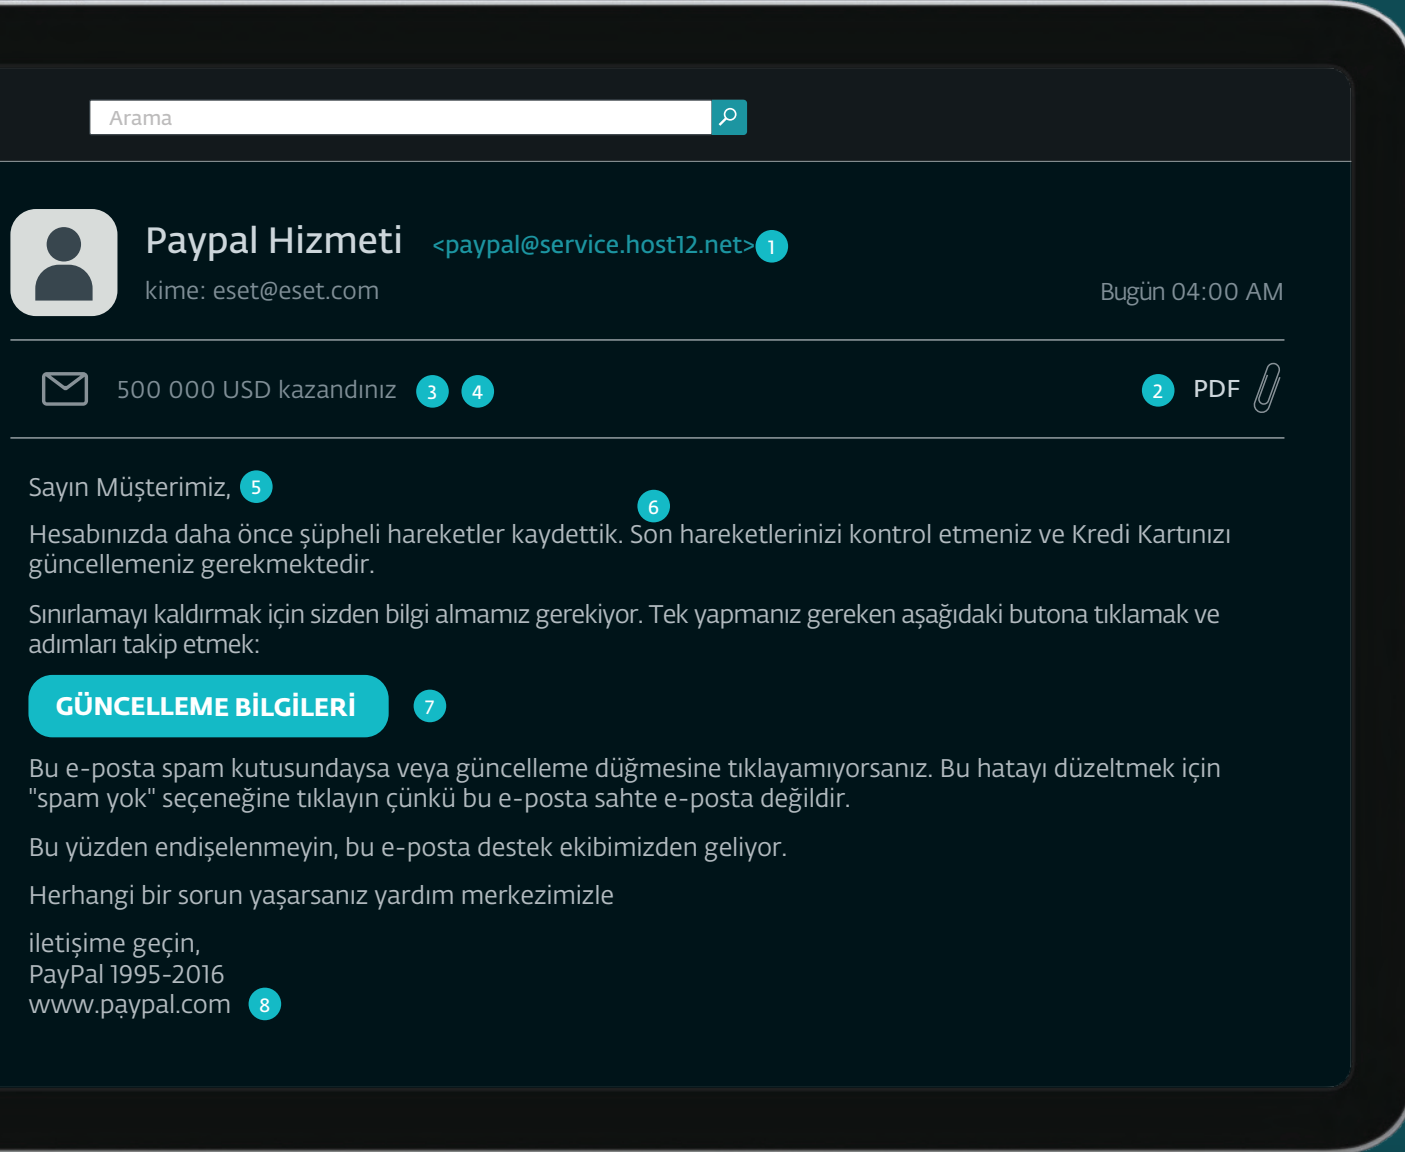 Arama
Paypal Hizmeti <paypal@service.host12.net> 1
kime: eset@eset.com
Bugün 04:00 AM
500 000 USD kazandınız 3 4
2 PDF
Sayın Müşterimiz, 5
6
Hesabınızda daha önce şüpheli hareketler kaydettik. Son hareketlerinizi kontrol etmeniz ve Kredi Kartınızı
güncellemeniz gerekmektedir.
Sınırlamayı kaldırmak için sizden bilgi almamız gerekiyor. Tek yapmanız gereken aşağıdaki butona tıklamak ve
adımları takip etmek:
GÜNCELLEME BİLGİLERİ 7
Bu e-posta spam kutusundaysa veya güncelleme düğmesine tıklayamıyorsanız. Bu hatayı düzeltmek için
"spam yok" seçeneğine tıklayın çünkü bu e-posta sahte e-posta değildir.
Bu yüzden endişelenmeyin, bu e-posta destek ekibimizden geliyor.
Herhangi bir sorun yaşarsanız yardım merkezimizle
iletişime geçin,
PayPal 1995-2016
www.pạypal.com 8